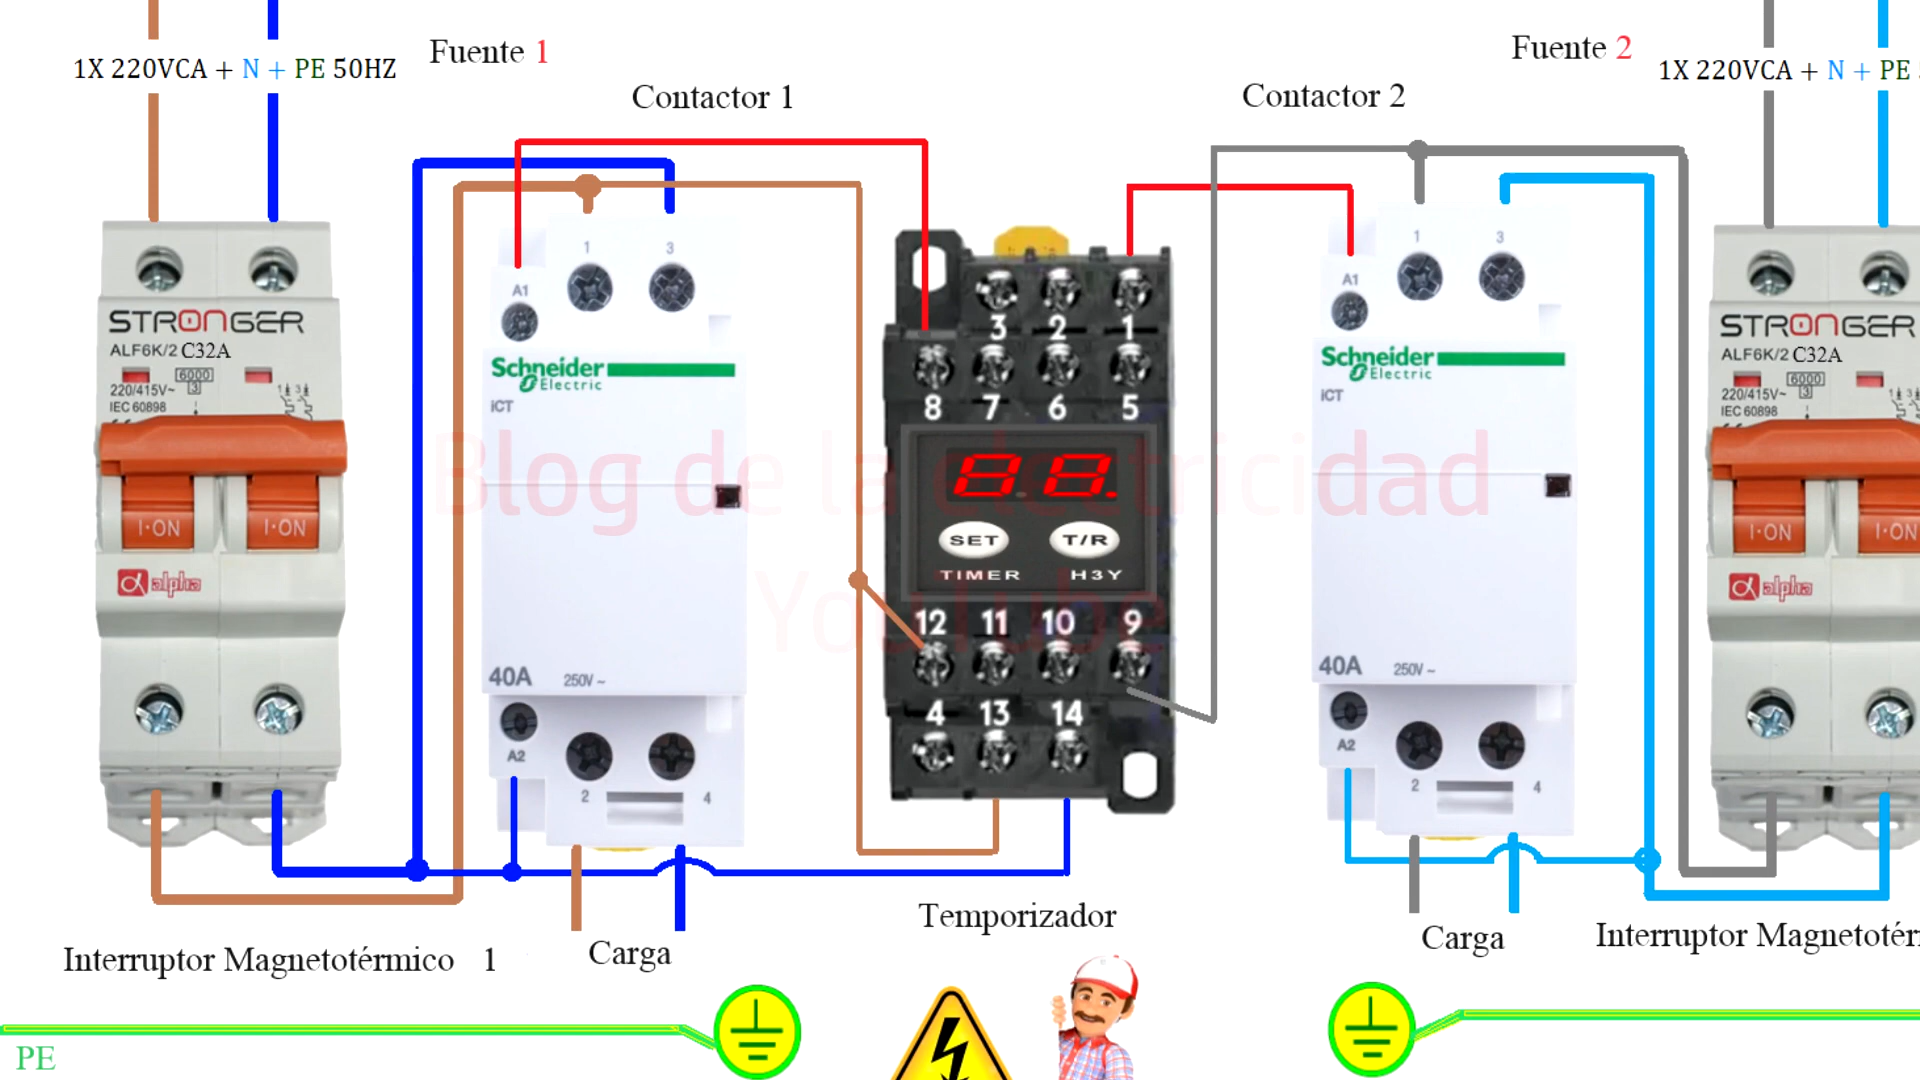 Fuente 1
Fuente 2
1X 220VCA + N + PE 50HZ
1X 220VCA + N + PE
Contactor 1
Contactor 2
STRONGER
ALF6K/2 C32A
6000
3
220/415V~
IEC 60898
I·ON
I·ON
alpha
1
3
A1
Schneider
Electric
iCT
40A
250V ~
A2
2
4
3
2
1
8
7
6
5
SET
T/R
TIMER
H3Y
12
11
10
9
4
13
14
1
3
A1
Schneider
Electric
iCT
40A
250V ~
A2
2
4
STRONGER
ALF6K/2 C32A
6000
3
220/415V~
IEC 60898
I·ON
I·ON
alpha
Blog de la electricidad
YouTube
Temporizador
Carga
Carga
Interruptor Magnetotérmico 1
Interruptor
PE